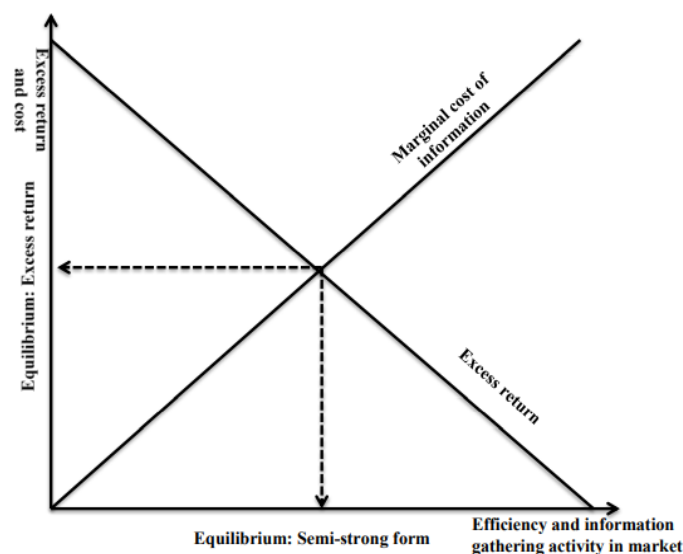 Excess return
and cost
Marginal cost of
information
Equilibrium: Excess return
Excess return
Equilibrium: Semi-strong form
Efficiency and information
gathering activity in market